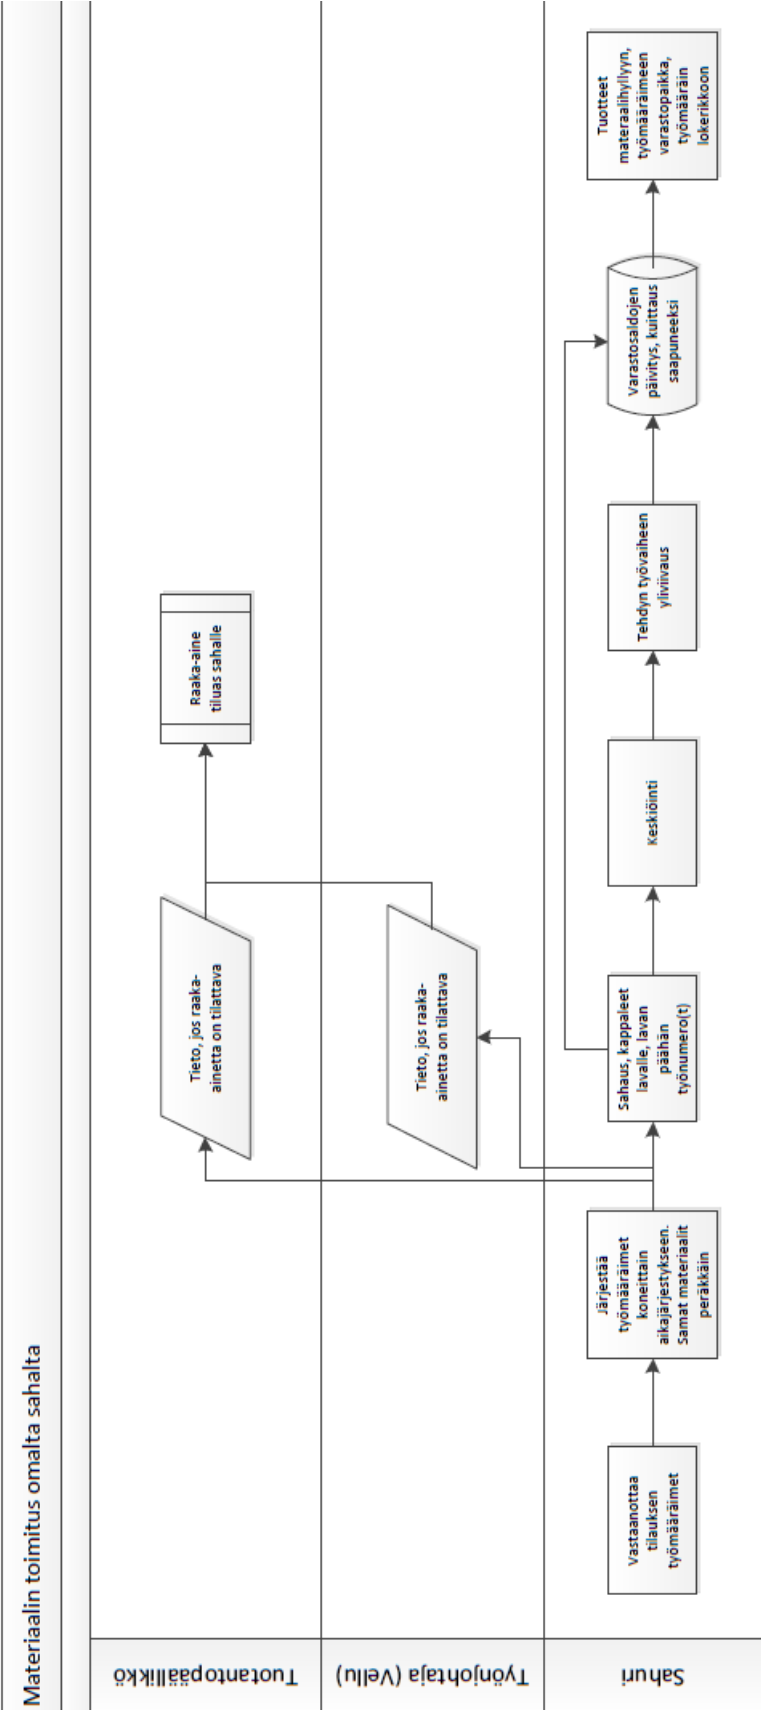 Materiaalin toimitus omalta sahalta
Tuotantopäällikkö
Tieto, jos raaka-
ainetta on tilattava
Raaka-aine
tiluas sahalle
Työnjohtaja (Vellu)
Tieto, jos raaka-
ainetta on tilattava
Sahuri
Vastaanottaa
tilauksen
työmääräimet
Järjestää
työmääräimet
koneittain
aikajärjestykseen.
Samat materiaalit
peräkkäin
Sahaus, kappaleet
lavalle, lavan
päähän
työnumero(t)
Keskiöinti
Tehdyn työvaiheen
yliviivaus
Varastosaldojen
päivitys, kuittaus
saapuneeksi
Tuotteet
materaalihyllyyn,
työmääräimeen
varastopaikka,
työmääräin
lokerikkoon